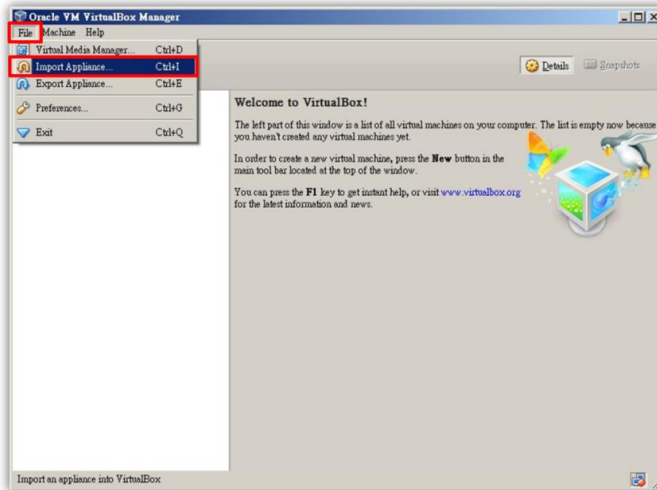 Oracle VM VirtualBox Manager
File Machine Help
Virtual Media Manager... Ctrl+D
Import Appliance... Ctrl+I
Export Appliance... Ctrl+E
Preferences... Ctrl+G
Exit Ctrl+Q
Details Snapshots
Welcome to VirtualBox!
The left part of this window is a list of all virtual machines on your computer. The list is empty now because
you haven't created any virtual machines yet.
In order to create a new virtual machine, press the New button in the
main tool bar located at the top of the window.
You can press the F1 key to get instant help, or visit www.virtualbox.org
for the latest information and news.
Import an appliance into VirtualBox